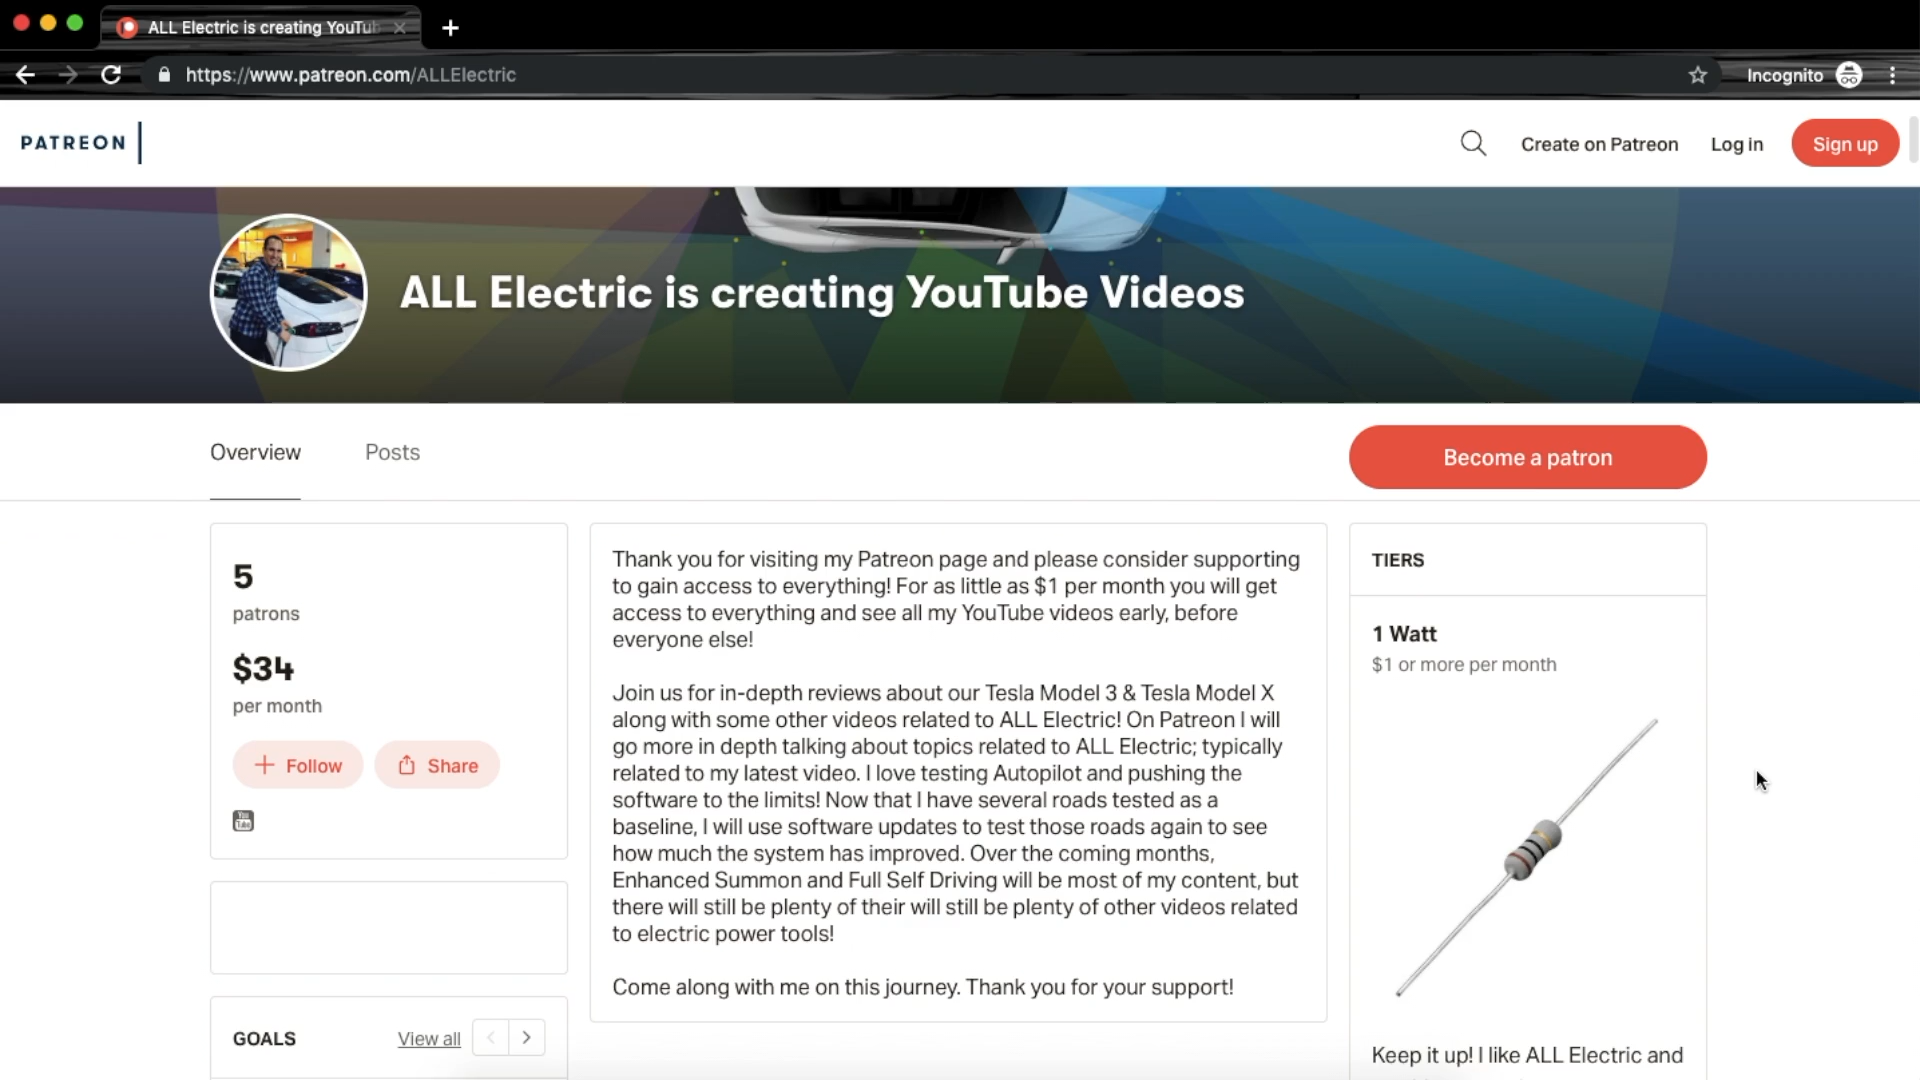 ALL Electric is creating YouTub
https://www.patreon.com/ALLElectric
Incognito
PATREON
Create on Patreon
Log in
Sign up
ALL Electric is creating YouTube Videos
Overview
Posts
Become a patron
5
patrons
$34
per month
Follow
Share
You
Tube
GOALS
View all
Thank you for visiting my Patreon page and please consider supporting
to gain access to everything! For as little as $1 per month you will get
access to everything and see all my YouTube videos early, before
everyone else!
Join us for in-depth reviews about our Tesla Model 3 & Tesla Model X
along with some other videos related to ALL Electric! On Patreon I will
go more in depth talking about topics related to ALL Electric; typically
related to my latest video. I love testing Autopilot and pushing the
software to the limits! Now that I have several roads tested as a
baseline, I will use software updates to test those roads again to see
how much the system has improved. Over the coming months,
Enhanced Summon and Full Self Driving will be most of my content, but
there will still be plenty of their will still be plenty of other videos related
to electric power tools!
Come along with me on this journey. Thank you for your support!
TIERS
1 Watt
$1 or more per month
Keep it up! I like ALL Electric and